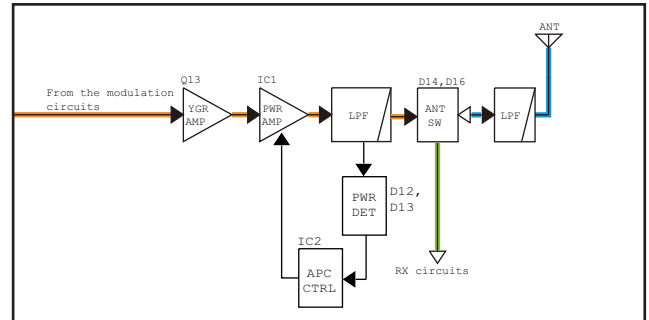 ANT
Q13
IC1
D14,D16
From the modulation
circuits
YGR
AMP
PWR
AMP
LPF
ANT
SW
LPF
PWR
DET
D12,
D13
IC2
APC
CTRL
RX circuits